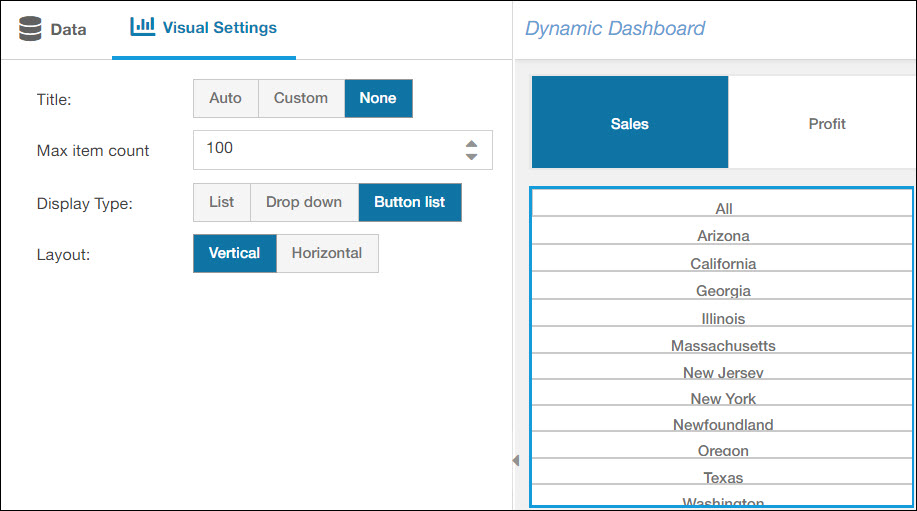 Data
Visual Settings
Title:
Auto
Custom
None
Max item count
100
Display Type:
List
Drop down
Button list
Layout:
Vertical
Horizontal
Dynamic Dashboard
Sales
Profit
All
Arizona
California
Georgia
Illinois
Massachusetts
New Jersey
New York
Newfoundland
Oregon
Texas
Washington